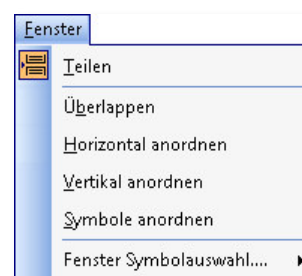 Fenster
Teilen
Überlappen
Horizontal anordnen
Vertikal anordnen
Symbole anordnen
Fenster Symbolauswahl....